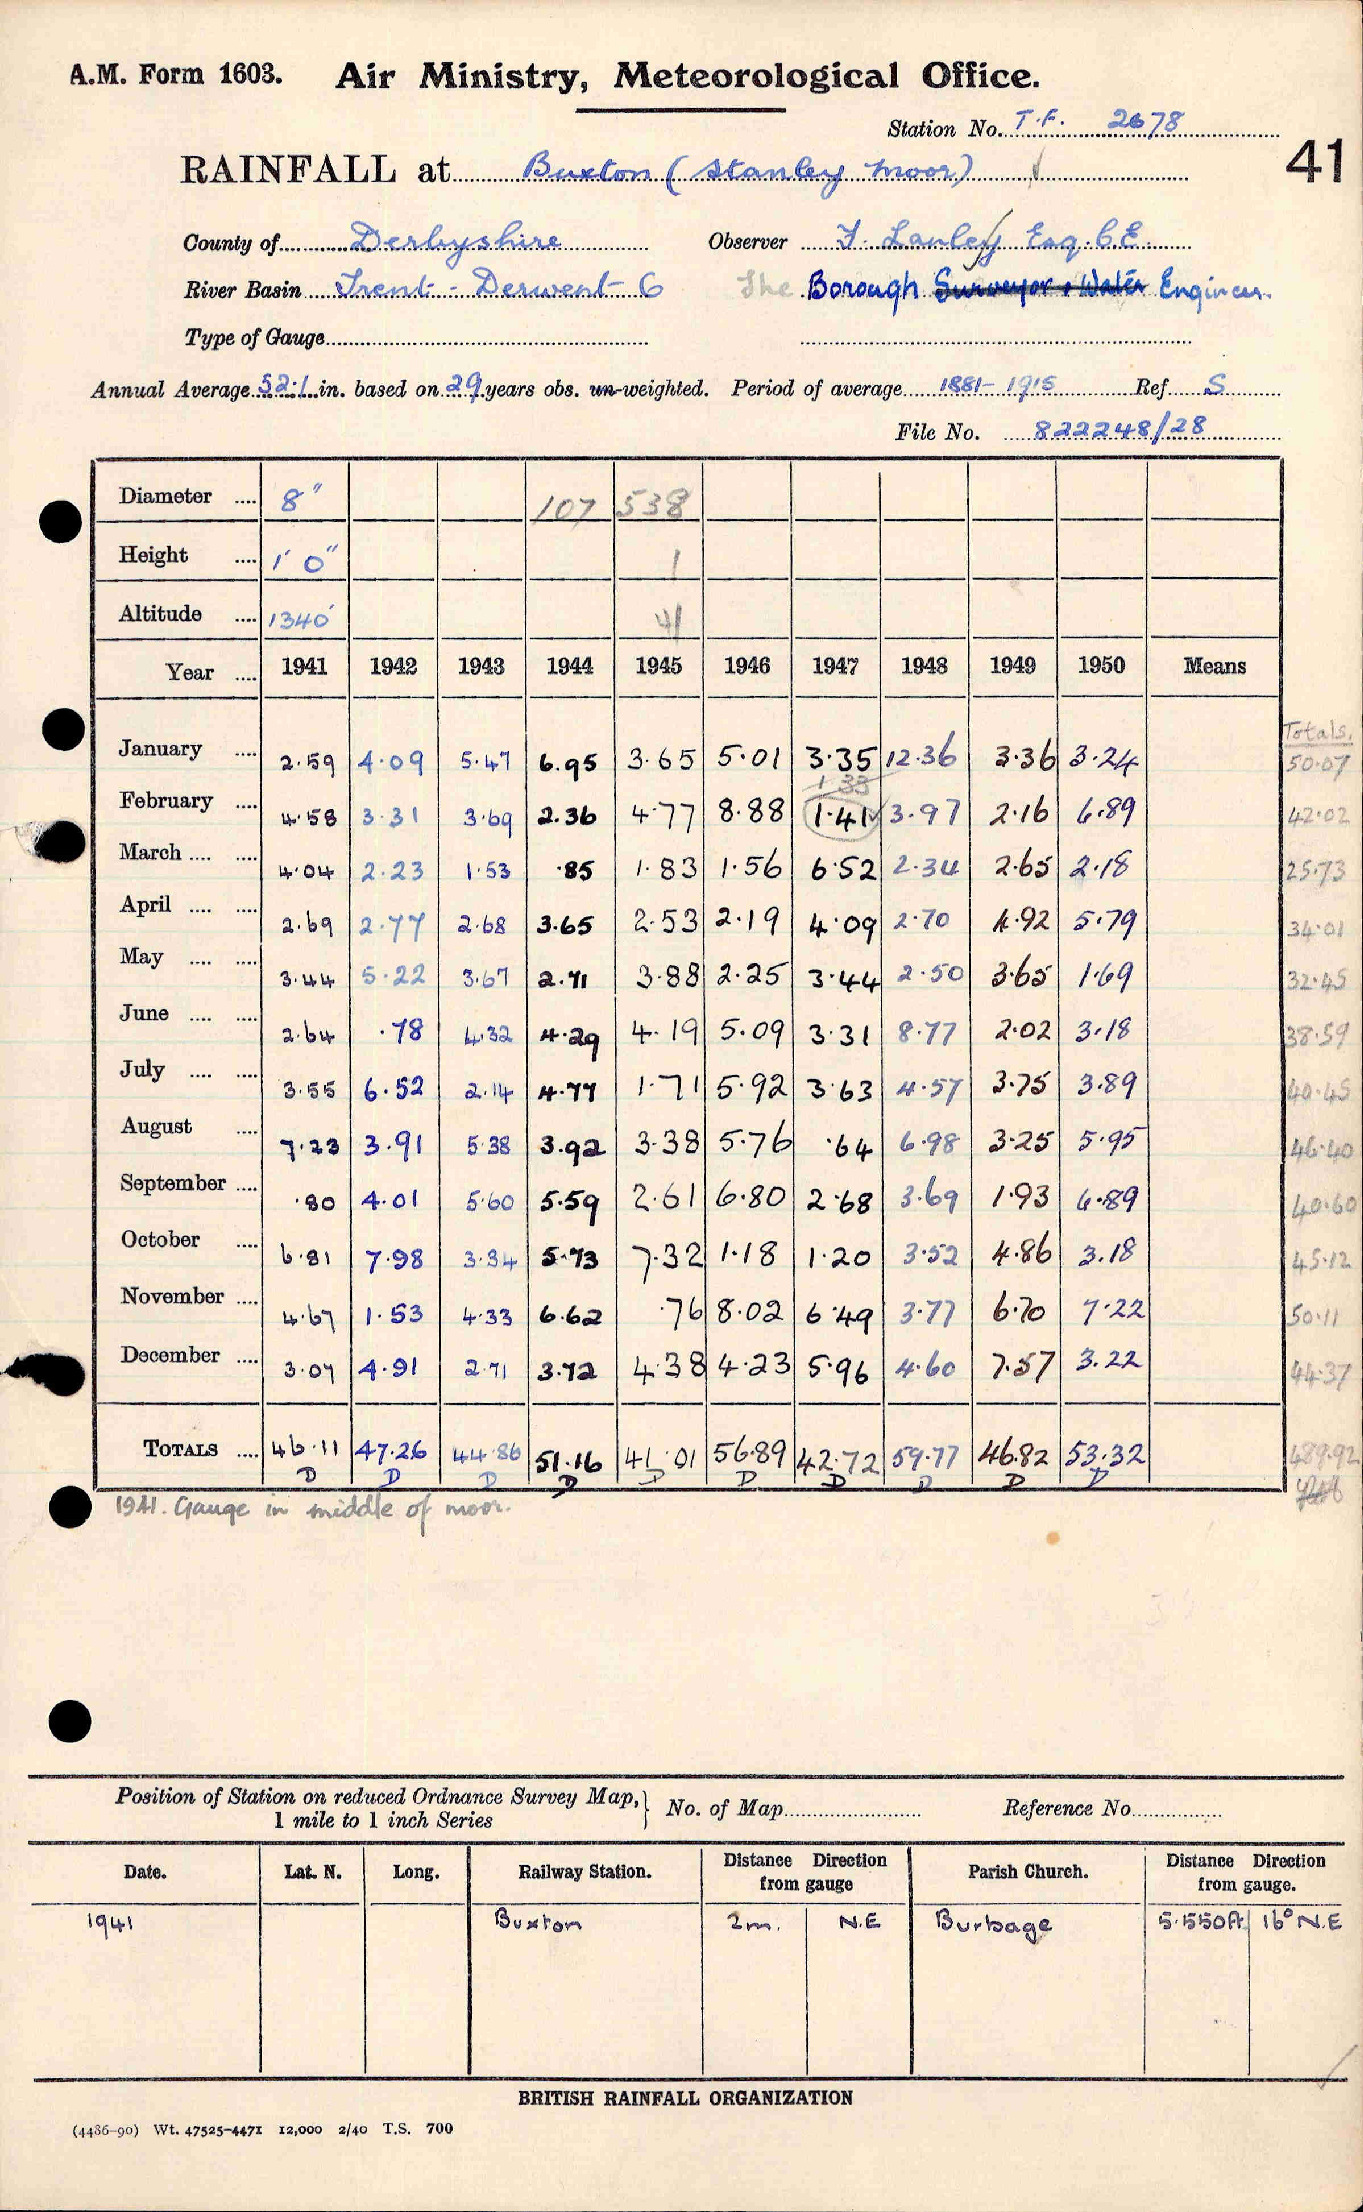 A.M. Form 1603. Air Ministry, Meteorological Office.
Station No. T.F. 2678
41
RAINFALL at Buxton (Stanley Moor)
County of Derbyshire Observer Esq. C.E.
River Basin Trent - Derwent 6 The Borough Surveyor + Water Engineer.
Type of Gauge
Annual Average 52.1 in. based on 29 years obs. un-weighted. Period of average 1881-1915 Ref S
File No. 822248/28
Diameter .... 8" 107 538
Height .... 1' 0" 1
Altitude .... 1340' 41
Year .... 1941 1942 1943 1944 1945 1946 1947 1948 1949 1950 Means
Totals.
January .... 2.59 4.09 5.47 6.95 3.65 5.01 3.35 12.36 3.36 3.24 50.07
1.33
February .... 4.58 3.31 3.69 2.36 4.77 8.88 1.41 3.97 2.16 6.89 42.02
March .... .... 4.04 2.23 1.53 .85 1.83 1.56 6.52 2.34 2.65 2.18 25.73
April .... .... 2.69 2.77 2.68 3.65 2.53 2.19 4.09 2.70 4.92 5.79 34.01
May .... .... 3.44 5.22 3.67 2.71 3.88 2.25 3.44 2.50 3.65 1.69 32.45
June .... .... 2.64 .78 4.32 4.29 4.19 5.09 3.31 8.77 2.02 3.18 38.59
July .... .... 3.55 6.52 2.14 4.77 1.71 5.92 3.63 4.57 3.75 3.89 40.45
August .... 7.23 3.91 5.38 3.92 3.38 5.76 .64 6.98 3.25 5.95 46.40
September .... .80 4.01 5.60 5.59 2.61 6.80 2.68 3.69 1.93 6.89 40.60
October .... 6.81 7.98 3.34 5.73 7.32 1.18 1.20 3.52 4.86 3.18 45.12
November .... 4.67 1.53 4.33 6.62 .76 8.02 6.49 3.77 6.70 7.22 50.11
December .... 3.07 4.91 2.71 3.72 4.38 4.23 5.96 4.60 7.57 3.22 44.37
TOTALS .... 46.11 47.26 44.86 51.16 41.01 56.89 42.72 59.77 46.82 53.32 489.92
D D D D D D D D D D
1941. Gauge in middle of moor.
Position of Station on reduced Ordnance Survey Map,} No. of Map Reference No
1 mile to 1 inch Series
Date. Lat. N. Long. Railway Station. Distance Direction from gauge Parish Church. Distance Direction from gauge.
1941 Buxton 2m. N.E Burbage 5.550ft 16° N.E
BRITISH RAINFALL ORGANIZATION
(4486-90) Wt. 47525-4471 12,000 2/40 T.S. 700